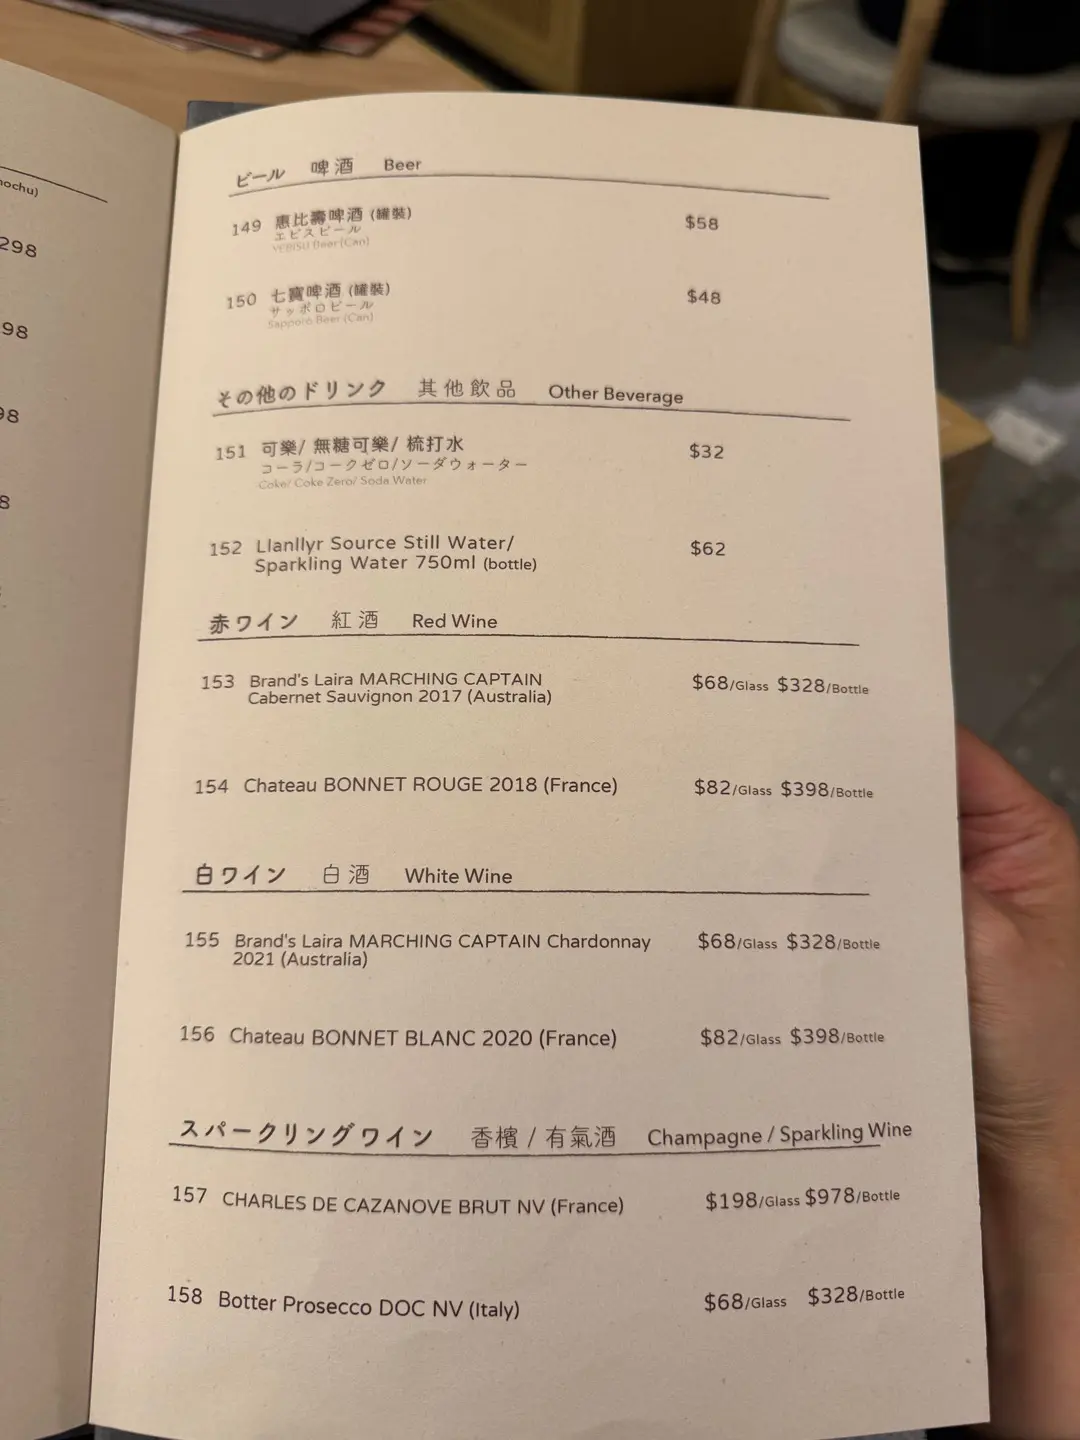 nochu)
298
98
98
8
ビール 啤酒 Beer
149 惠比壽啤酒 (罐裝) $58
エビスビール
YEBISU Beer (Can)
150 七寶啤酒 (罐裝) $48
サッポロビール
Sapporo Beer (Can)
その他のドリンク 其他飲品 Other Beverage
151 可樂/ 無糖可樂/ 梳打水 $32
コーラ/コークゼロ/ソーダウォーター
Coke/ Coke Zero/ Soda Water
152 Llanllyr Source Still Water/ $62
Sparkling Water 750ml (bottle)
赤ワイン 紅酒 Red Wine
153 Brand's Laira MARCHING CAPTAIN $68/Glass $328/Bottle
Cabernet Sauvignon 2017 (Australia)
154 Chateau BONNET ROUGE 2018 (France) $82/Glass $398/Bottle
白ワイン 白酒 White Wine
155 Brand's Laira MARCHING CAPTAIN Chardonnay $68/Glass $328/Bottle
2021 (Australia)
156 Chateau BONNET BLANC 2020 (France) $82/Glass $398/Bottle
スパークリングワイン 香檳 / 有氣酒 Champagne / Sparkling Wine
157 CHARLES DE CAZANOVE BRUT NV (France) $198/Glass $978/Bottle
158 Botter Prosecco DOC NV (Italy) $68/Glass $328/Bottle